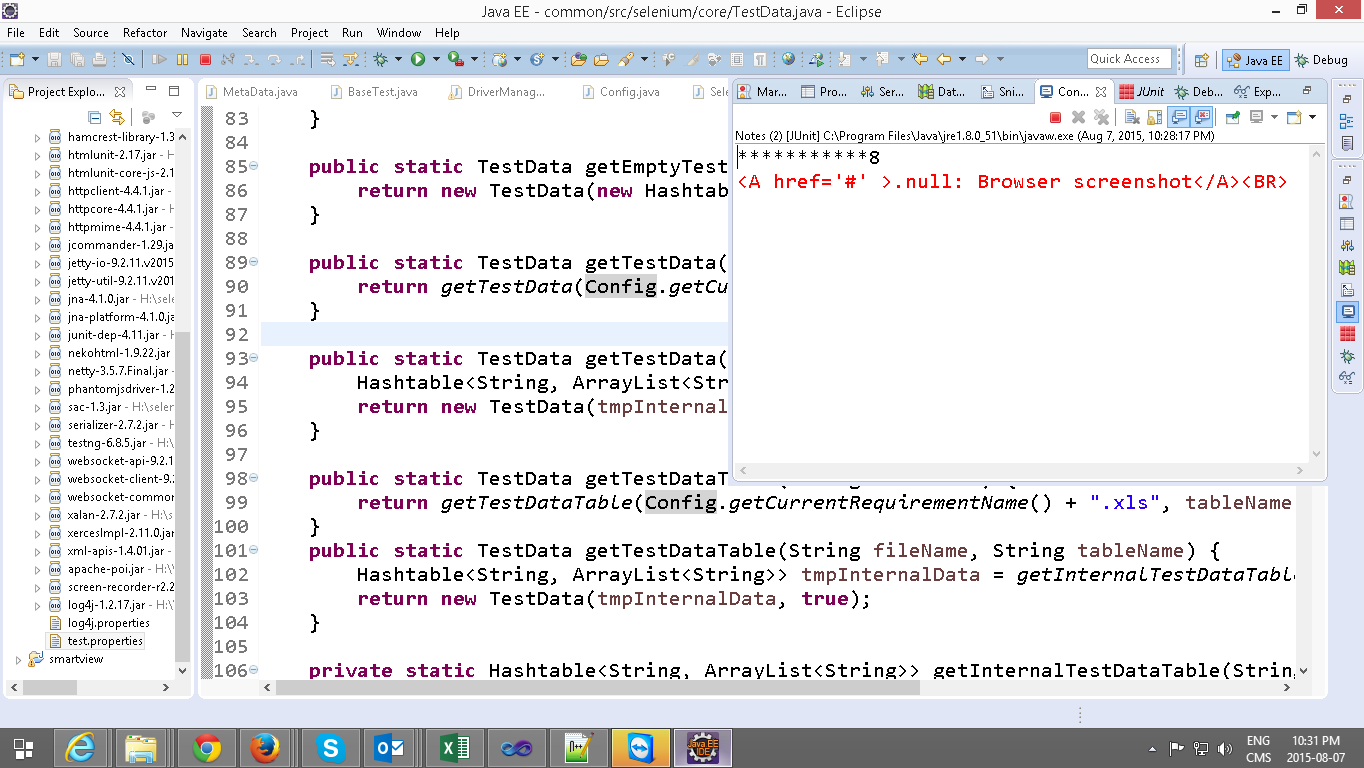 Java EE - common/src/selenium/core/TestData.java - Eclipse
File Edit Source Refactor Navigate Search Project Run Window Help
Quick Access
Java EE
Debug
Project Explo...
hamcrest-library-1.3
htmlunit-2.17.jar - H
htmlunit-core-js-2.1
httpclient-4.4.1.jar -
httpcore-4.4.1.jar -
httpmime-4.4.1.jar -
jcommander-1.29.ja
jetty-io-9.2.11.v2015
jetty-util-9.2.11.v201
jna-4.1.0.jar - H:\sele
jna-platform-4.1.0.ja
junit-dep-4.11.jar - H
nekohtml-1.9.22.jar
netty-3.5.7.Final.jar -
phantomjsdriver-1.2
sac-1.3.jar - H:\selen
serializer-2.7.2.jar -
testng-6.8.5.jar - H:\
websocket-api-9.2.1
websocket-client-9.
websocket-common
xalan-2.7.2.jar - H:\s
xercesImpl-2.11.0.jar
xml-apis-1.4.01.jar -
apache-poi.jar - H:\
screen-recorder-r2.2
log4j-1.2.17.jar - H:\
log4j.properties
test.properties
smartview
MetaData.java BaseTest.java DriverManag... Config.java Sele
83 }
84
85 public static TestData getEmptyTest
86 return new TestData(new Hashtab
87 }
88
89 public static TestData getTestData(
90 return getTestData(Config.getCu
91 }
92
93 public static TestData getTestData(
94 Hashtable<String, ArrayList<Str
95 return new TestData(tmpInternal
96 }
97
98 public static TestData getTestDataT
99 return getTestDataTable(Config.getCurrentRequirementName() + ".xls", tableName
100 }
101 public static TestData getTestDataTable(String fileName, String tableName) {
102 Hashtable<String, ArrayList<String>> tmpInternalData = getInternalTestDataTabl
103 return new TestData(tmpInternalData, true);
104 }
105
106 private static Hashtable<String, ArrayList<String>> getInternalTestDataTable(Strin
Mar... Pro... Ser... Dat... Sni... Con... JUnit Deb... Exp...
Notes (2) [JUnit] C:\Program Files\Java\jre1.8.0_51\bin\javaw.exe (Aug 7, 2015, 10:28:17 PM)
***********8
<A href='#' >.null: Browser screenshot</A><BR>
ENG
CMS
10:31 PM
2015-08-07